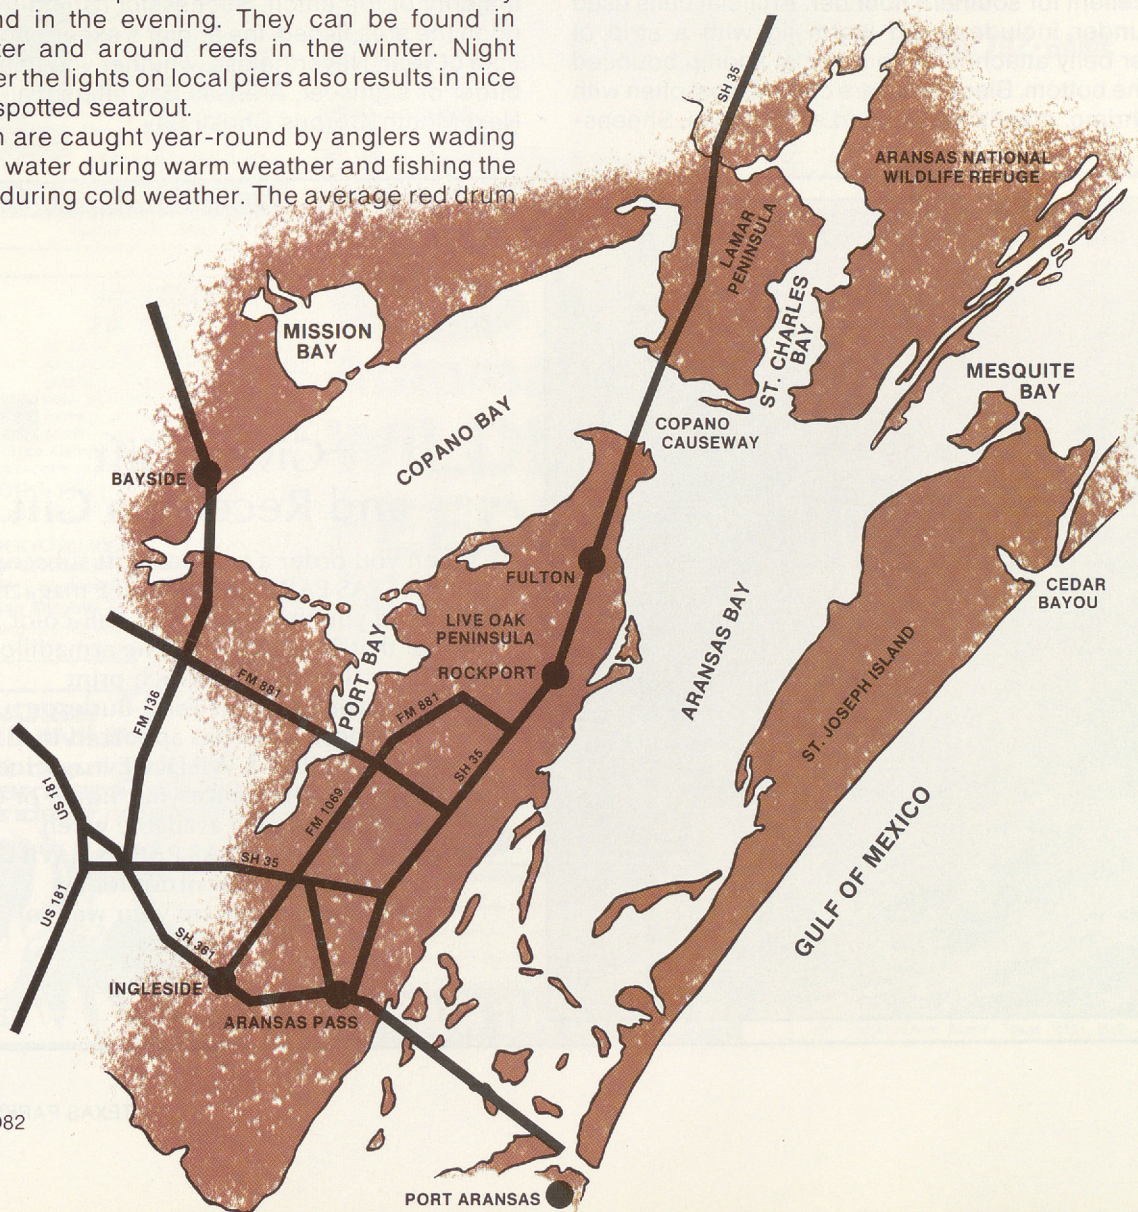 nd in the evening. They can be found in
ter and around reefs in the winter. Night
er the lights on local piers also results in nice
spotted seatrout.
n are caught year-round by anglers wading
water during warm weather and fishing the
during cold weather. The average red drum
SH 35
ARANSAS NATIONAL
WILDLIFE REFUGE
LAMAR
PENINSULA
MISSION
BAY
ST. CHARLES
BAY
MESQUITE
BAY
COPANO BAY
COPANO
CAUSEWAY
BAYSIDE
FULTON
CEDAR
BAYOU
LIVE OAK
PENINSULA
ARANSAS BAY
PORT BAY
ROCKPORT
ST. JOSEPH ISLAND
FM 136
FM 881
FM 881
SH 35
US 181
FM 1069
GULF OF MEXICO
SH 35
US 181
SH 361
INGLESIDE
ARANSAS PASS
982
PORT ARANSAS